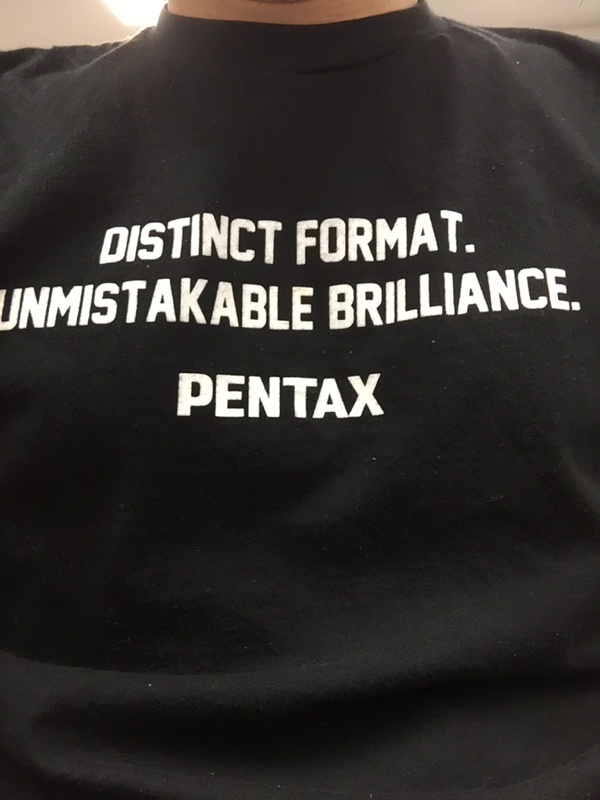 DISTINCT FORMAT.
UNMISTAKABLE BRILLIANCE.
PENTAX